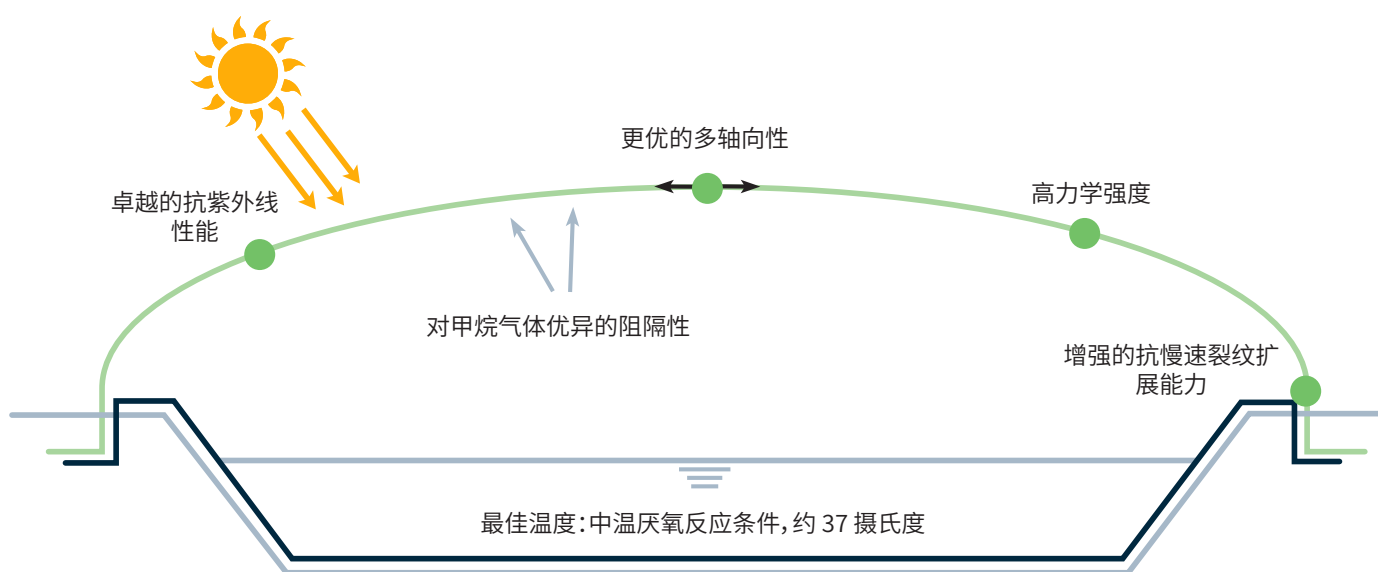 更优的多轴向性
卓越的抗紫外线
性能
高力学强度
对甲烷气体优异的阻隔性
增强的抗慢速裂纹扩
展能力
最佳温度：中温厌氧反应条件，约 37 摄氏度